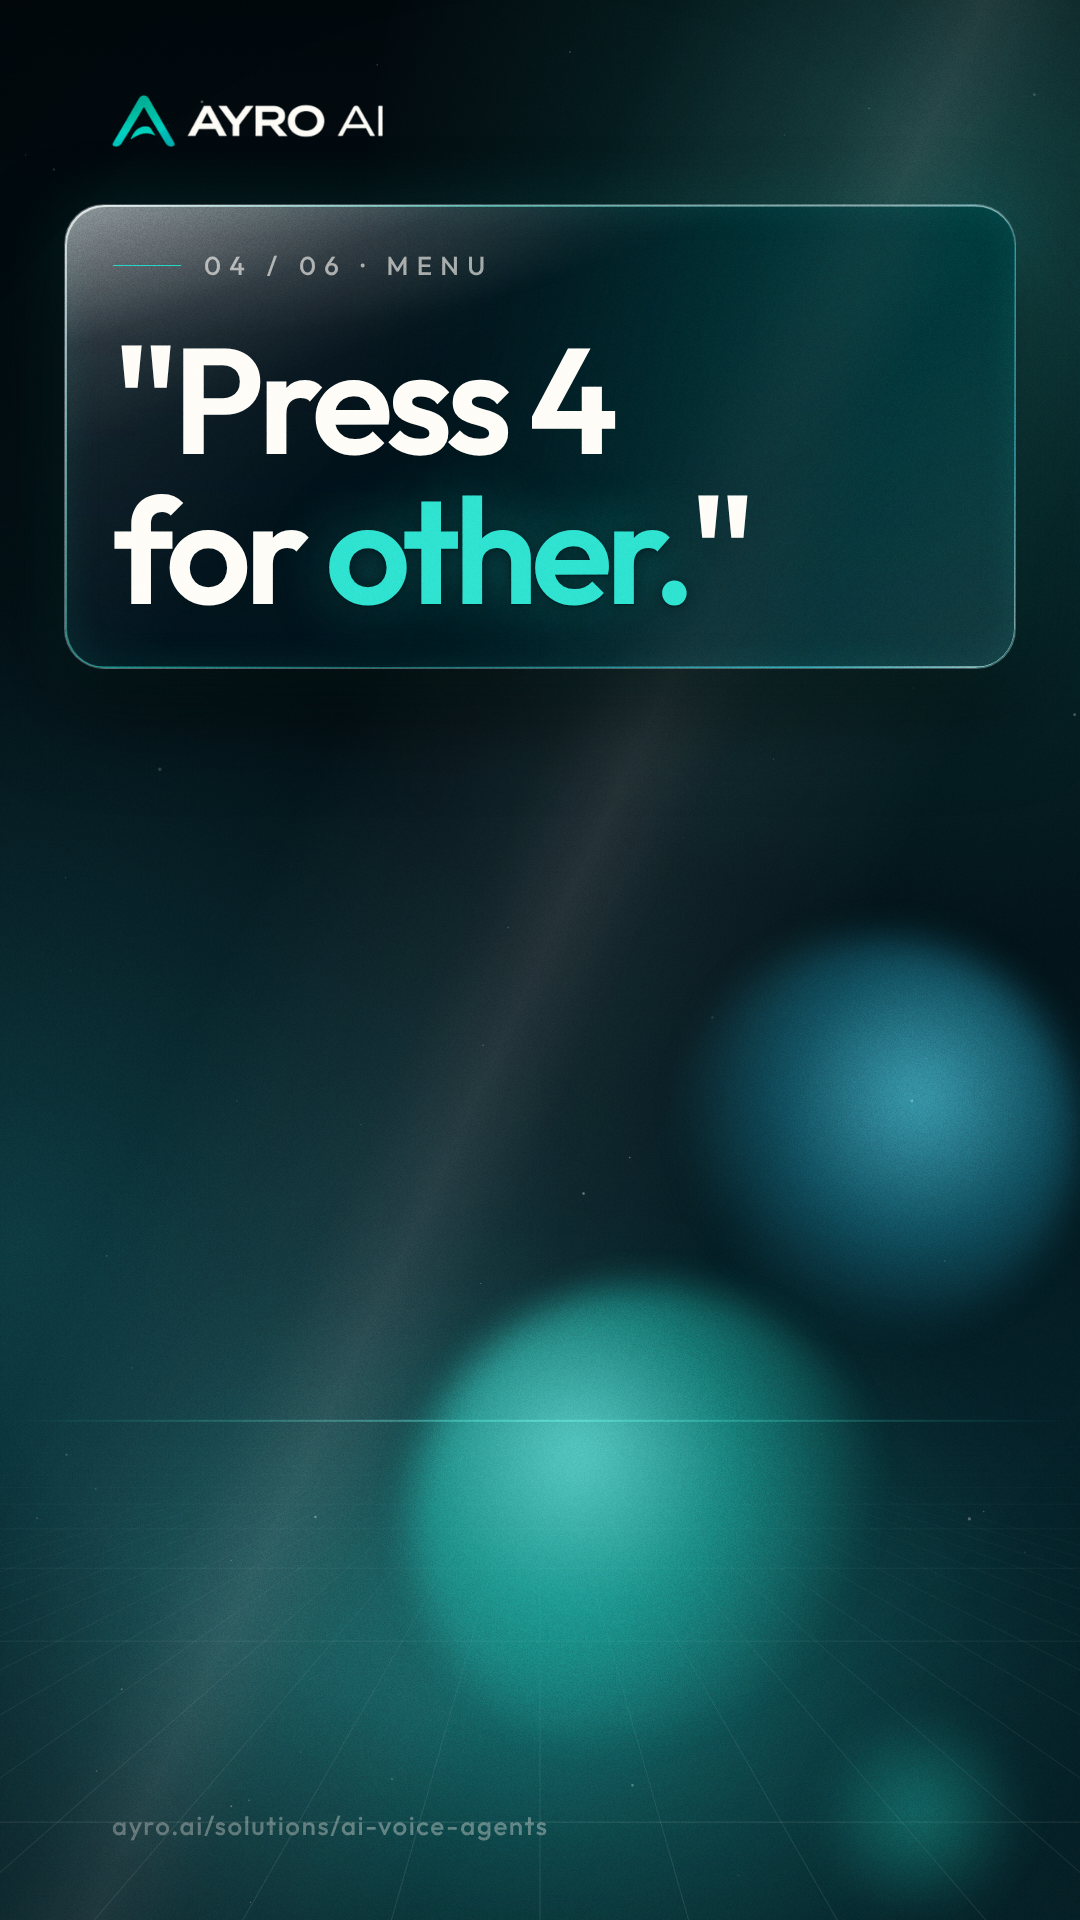 AYRO AI
04 / 06 · MENU
"Press 4
for other."
ayro.ai/solutions/ai-voice-agents